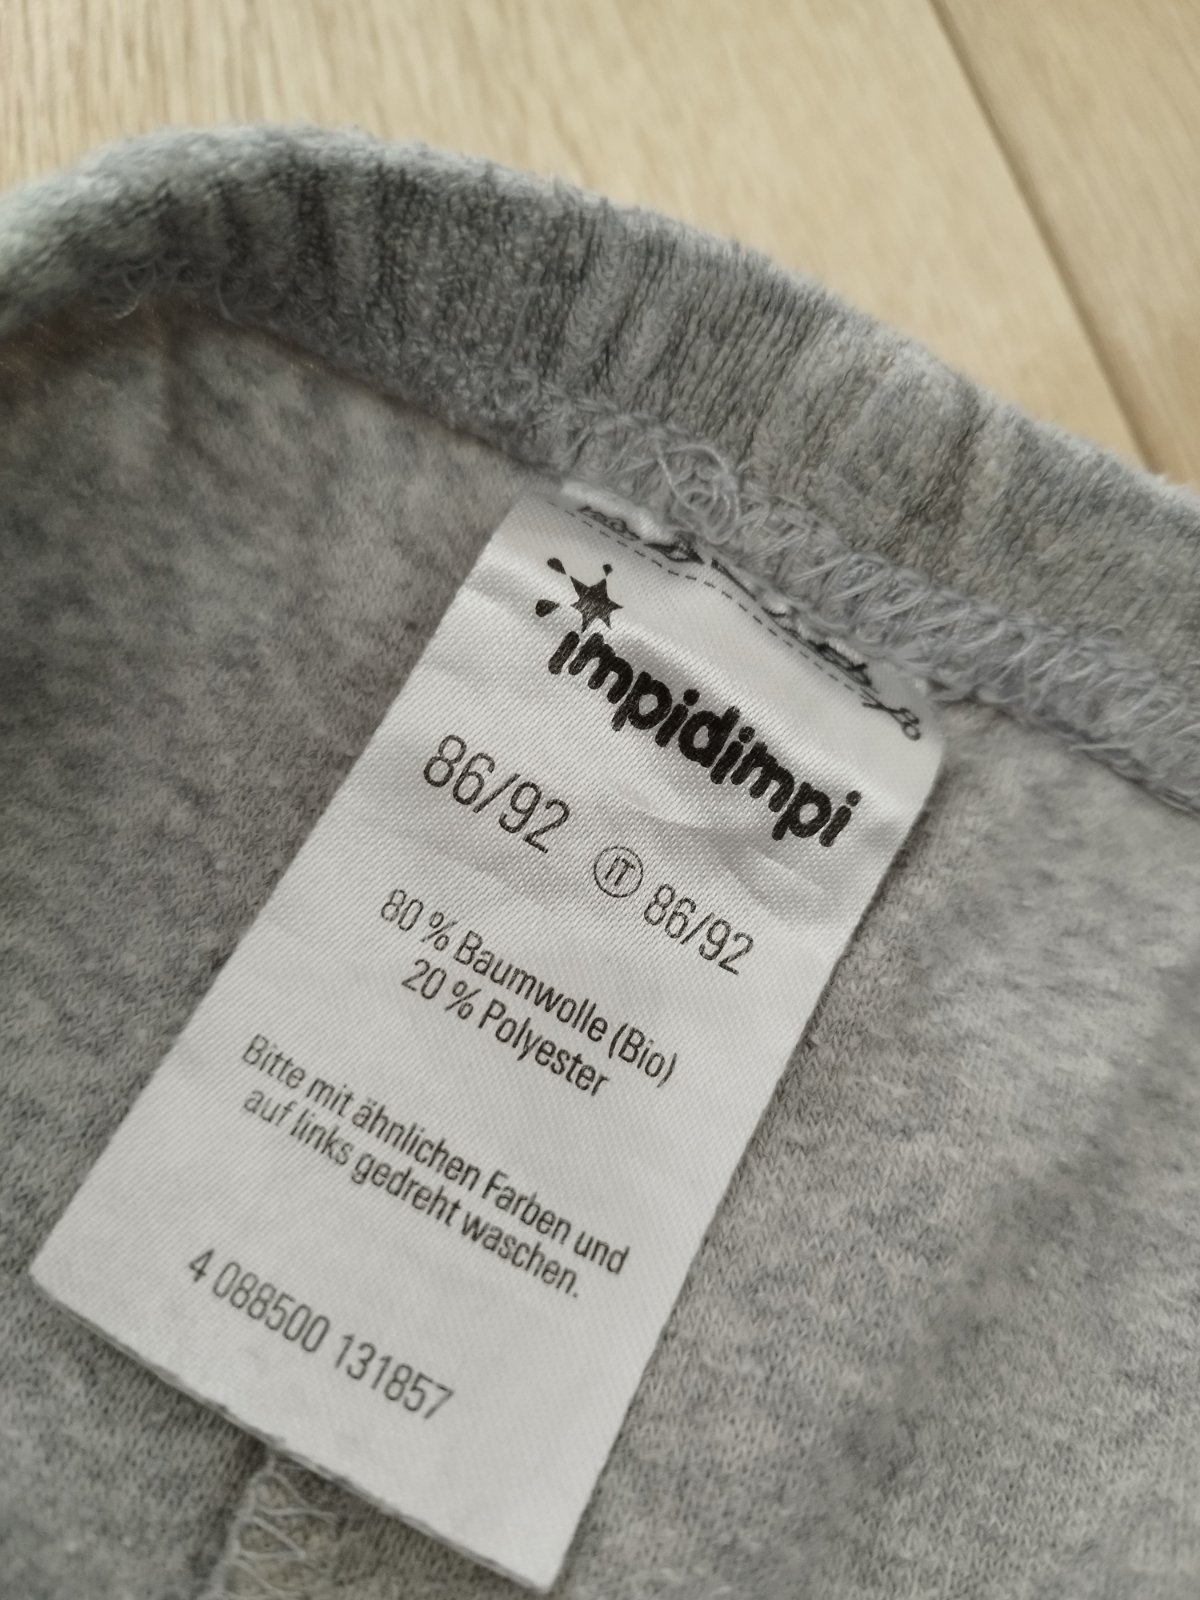 impidimpi
86/92 IT 86/92
80 % Baumwolle (Bio)
20 % Polyester
Bitte mit ähnlichen Farben und
auf links gedreht waschen.
4 088500 131857